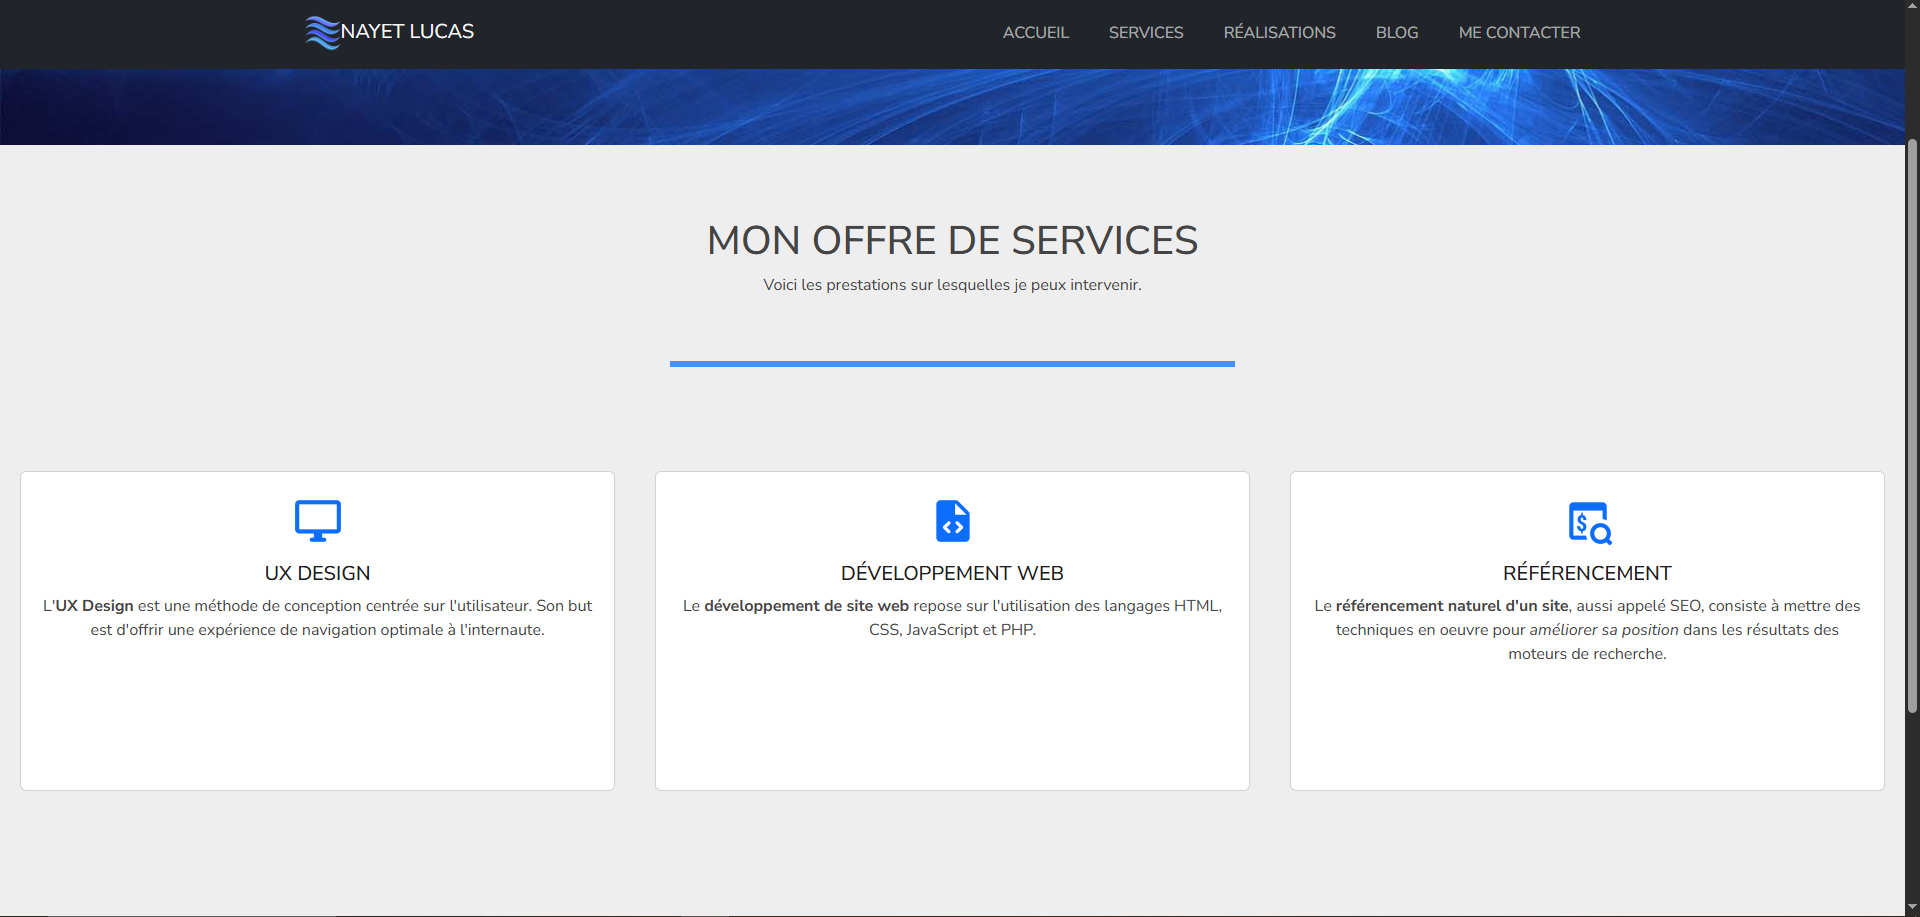 NAYET LUCAS
ACCUEIL SERVICES RÉALISATIONS BLOG ME CONTACTER
MON OFFRE DE SERVICES
Voici les prestations sur lesquelles je peux intervenir.
UX DESIGN
L'UX Design est une méthode de conception centrée sur l'utilisateur. Son but
est d'offrir une expérience de navigation optimale à l'internaute.
DÉVELOPPEMENT WEB
Le développement de site web repose sur l'utilisation des langages HTML,
CSS, JavaScript et PHP.
RÉFÉRENCEMENT
Le référencement naturel d'un site, aussi appelé SEO, consiste à mettre des
techniques en oeuvre pour améliorer sa position dans les résultats des
moteurs de recherche.